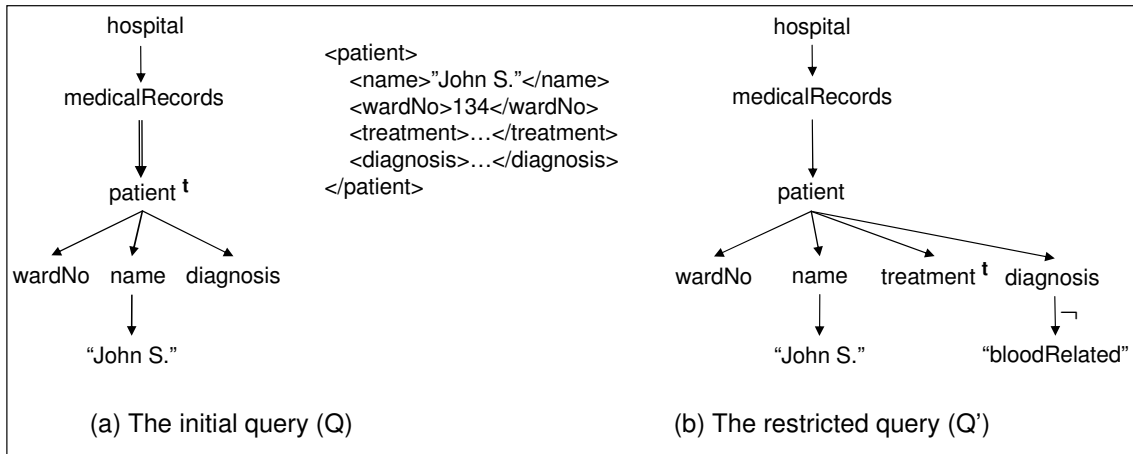 hospital
medicalRecords
patient t
wardNo name diagnosis
“John S.”
(a) The initial query (Q)
<patient>
<name>”John S.”</name>
<wardNo>134</wardNo>
<treatment>…</treatment>
<diagnosis>…</diagnosis>
</patient>
hospital
medicalRecords
patient
wardNo name treatment t diagnosis
¬
“John S.” “bloodRelated”
(b) The restricted query (Q’)